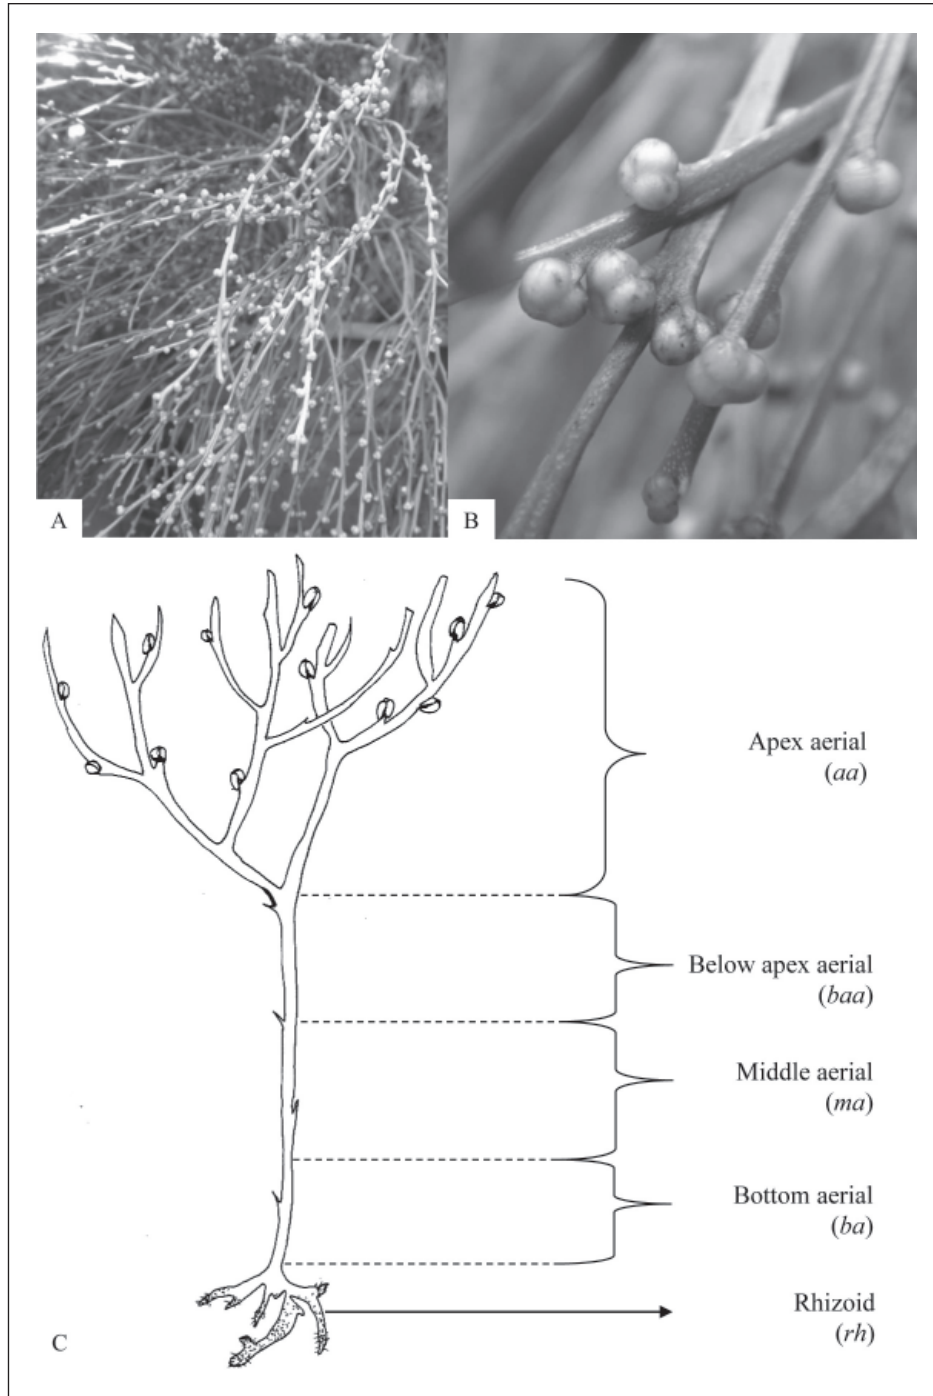 A
B
Apex aerial
(aa)
Below apex aerial
(baa)
Middle aerial
(ma)
Bottom aerial
(ba)
Rhizoid
(rh)
C